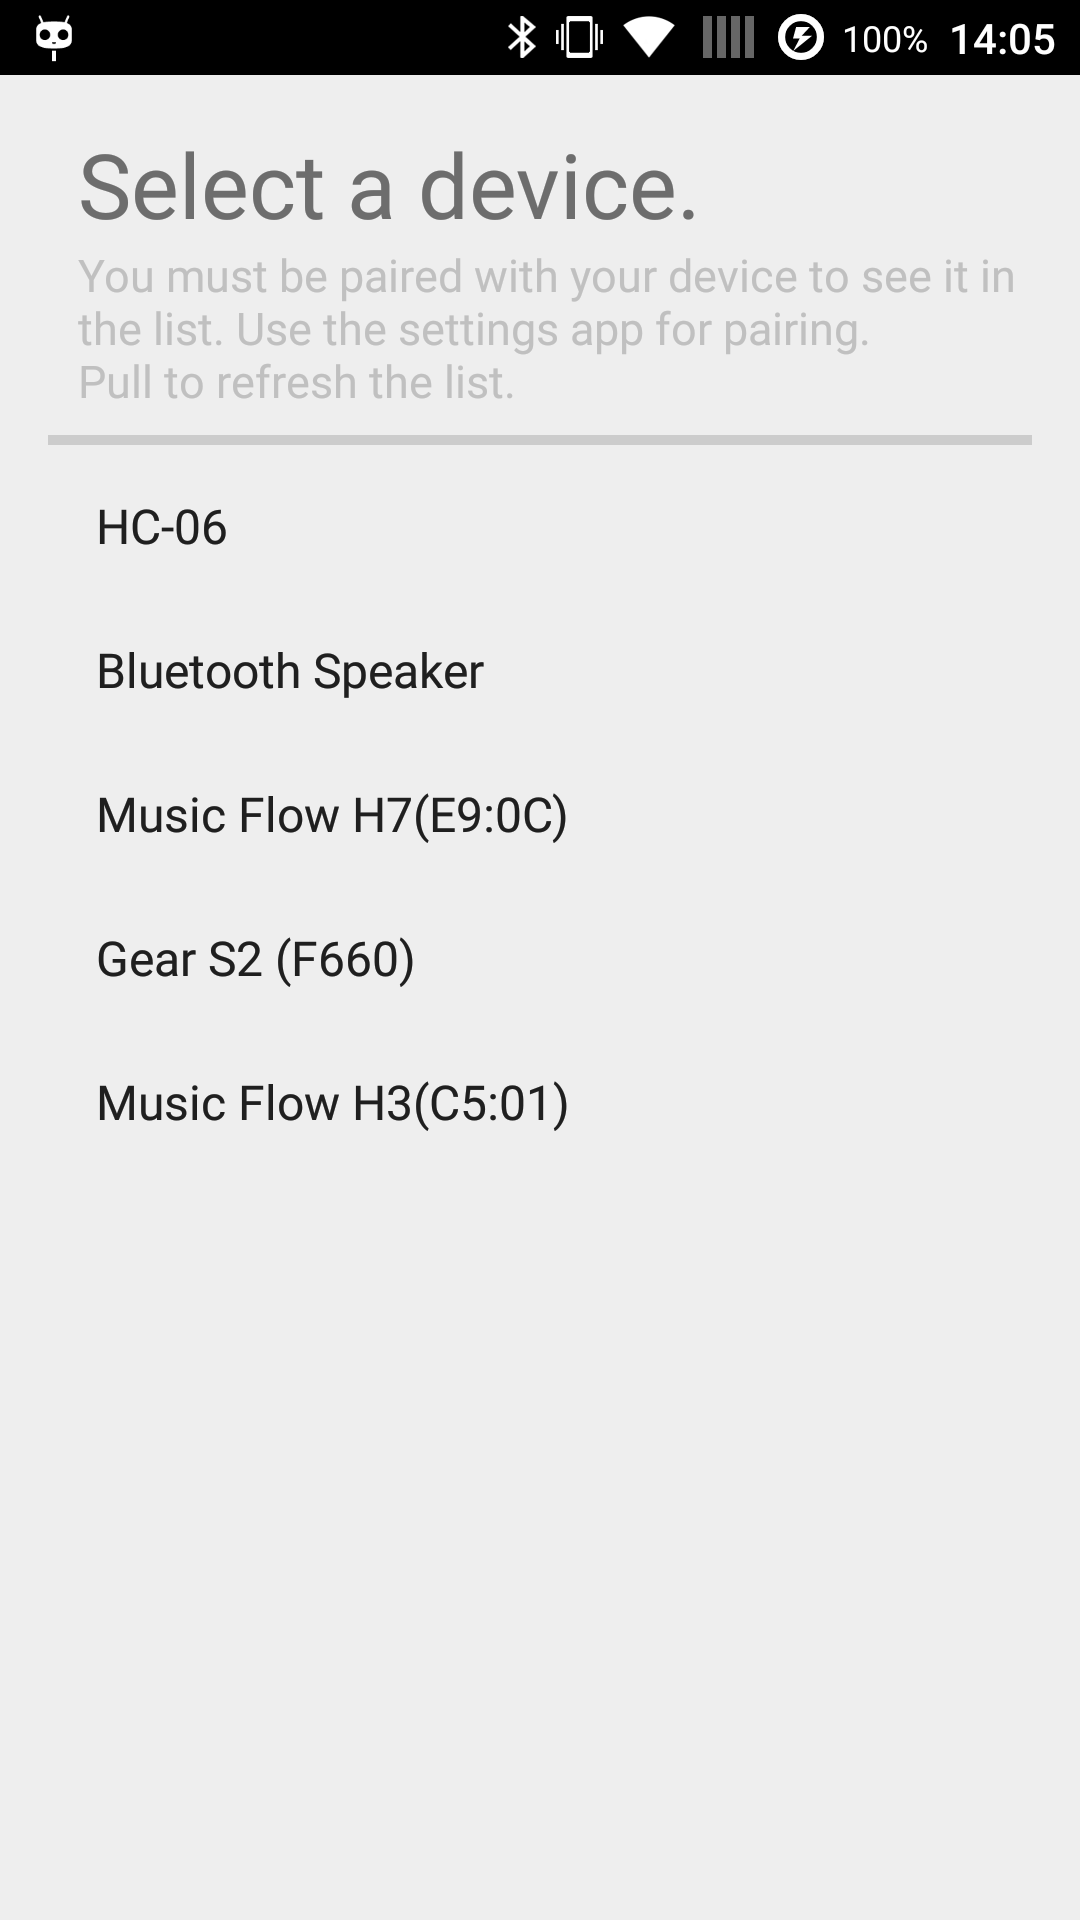 100% 14:05
Select a device.
You must be paired with your device to see it in
the list. Use the settings app for pairing.
Pull to refresh the list.
HC-06
Bluetooth Speaker
Music Flow H7(E9:0C)
Gear S2 (F660)
Music Flow H3(C5:01)